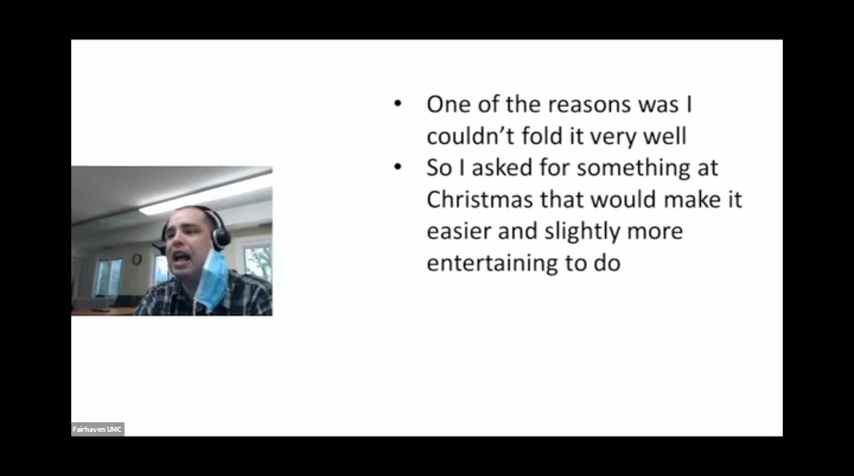 • One of the reasons was I
couldn't fold it very well
• So I asked for something at
Christmas that would make it
easier and slightly more
entertaining to do
Fairhaven UMC